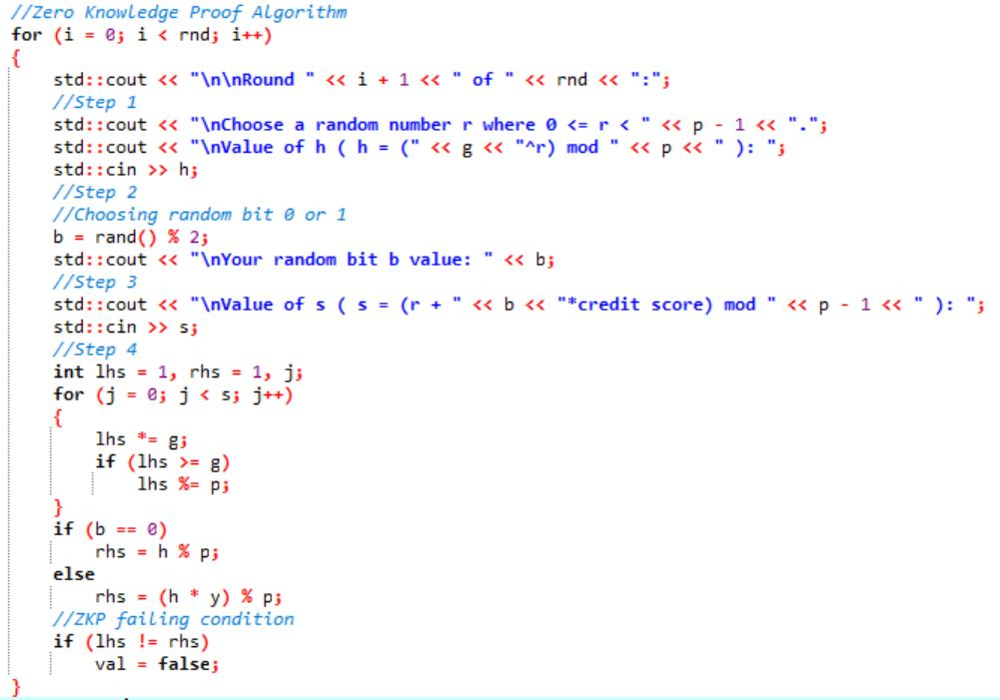 //Zero Knowledge Proof Algorithm
for (i = 0; i < rnd; i++)
{
    std::cout << "\n\nRound " << i + 1 << " of " << rnd << ":";
    //Step 1
    std::cout << "\nChoose a random number r where 0 <= r < " << p - 1 << ".";
    std::cout << "\nValue of h ( h = (" << g << "^r) mod " << p << " ): ";
    std::cin >> h;
    //Step 2
    //Choosing random bit 0 or 1
    b = rand() % 2;
    std::cout << "\nYour random bit b value: " << b;
    //Step 3
    std::cout << "\nValue of s ( s = (r + " << b << "*credit score) mod " << p - 1 << " ): ";
    std::cin >> s;
    //Step 4
    int lhs = 1, rhs = 1, j;
    for (j = 0; j < s; j++)
    {
        lhs *= g;
        if (lhs >= g)
            lhs %= p;
    }
    if (b == 0)
        rhs = h % p;
    else
        rhs = (h * y) % p;
    //ZKP failing condition
    if (lhs != rhs)
        val = false;
}